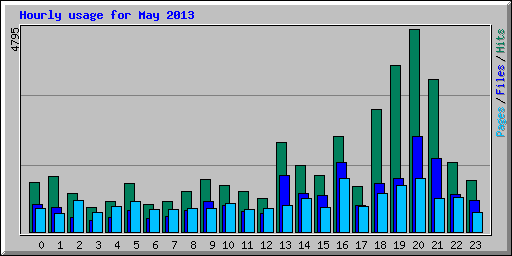 Hourly usage for May 2013
4795
Pages / Files / Hits
0 1 2 3 4 5 6 7 8 9 10 11 12 13 14 15 16 17 18 19 20 21 22 23